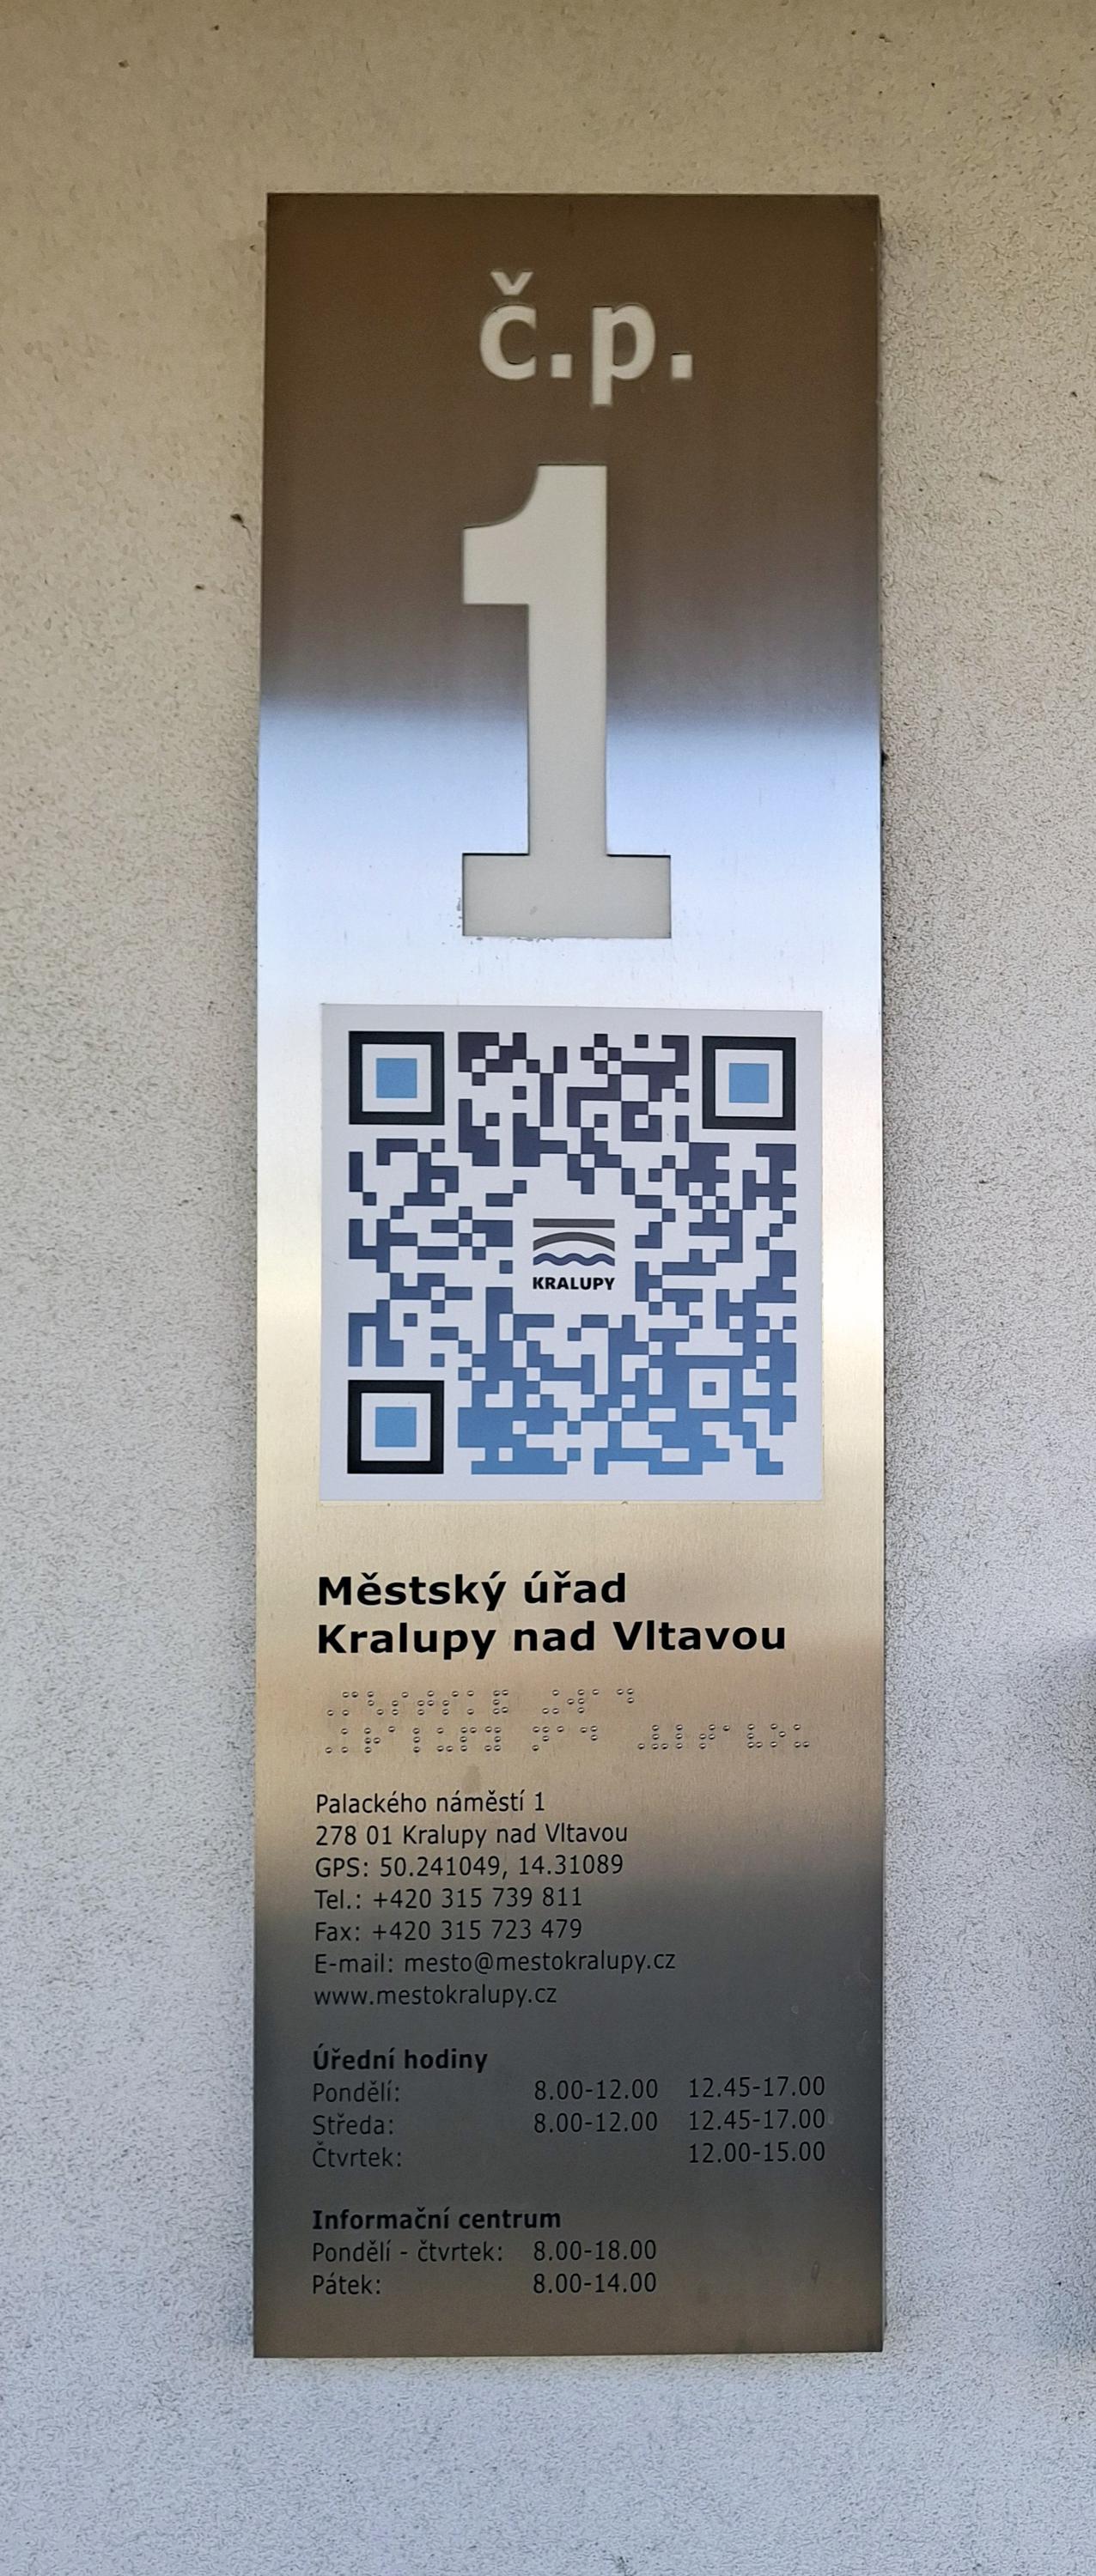 č.p.
1
KRALUPY
Městský úřad
Kralupy nad Vltavou
Palackého náměstí 1
278 01 Kralupy nad Vltavou
GPS: 50.241049, 14.31089
Tel.: +420 315 739 811
Fax: +420 315 723 479
E-mail: mesto@mestokralupy.cz
www.mestokralupy.cz
Úřední hodiny
Pondělí: 8.00-12.00 12.45-17.00
Středa: 8.00-12.00 12.45-17.00
Čtvrtek: 12.00-15.00
Informační centrum
Pondělí - čtvrtek: 8.00-18.00
Pátek: 8.00-14.00